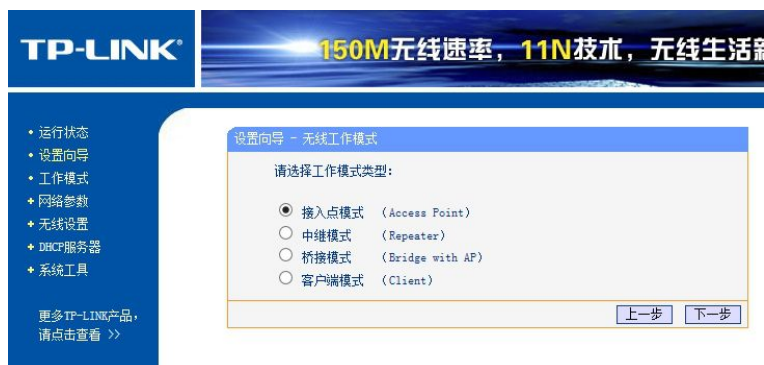 TP-LINK®
150M无线速率，11N技术，无线生活
运行状态
设置向导
工作模式
网络参数
无线设置
DHCP服务器
系统工具
更多TP-LINK产品，
请点击查看 >>
设置向导 - 无线工作模式
请选择工作模式类型：
接入点模式 (Access Point)
中继模式 (Repeater)
桥接模式 (Bridge with AP)
客户端模式 (Client)
上一步 下一步